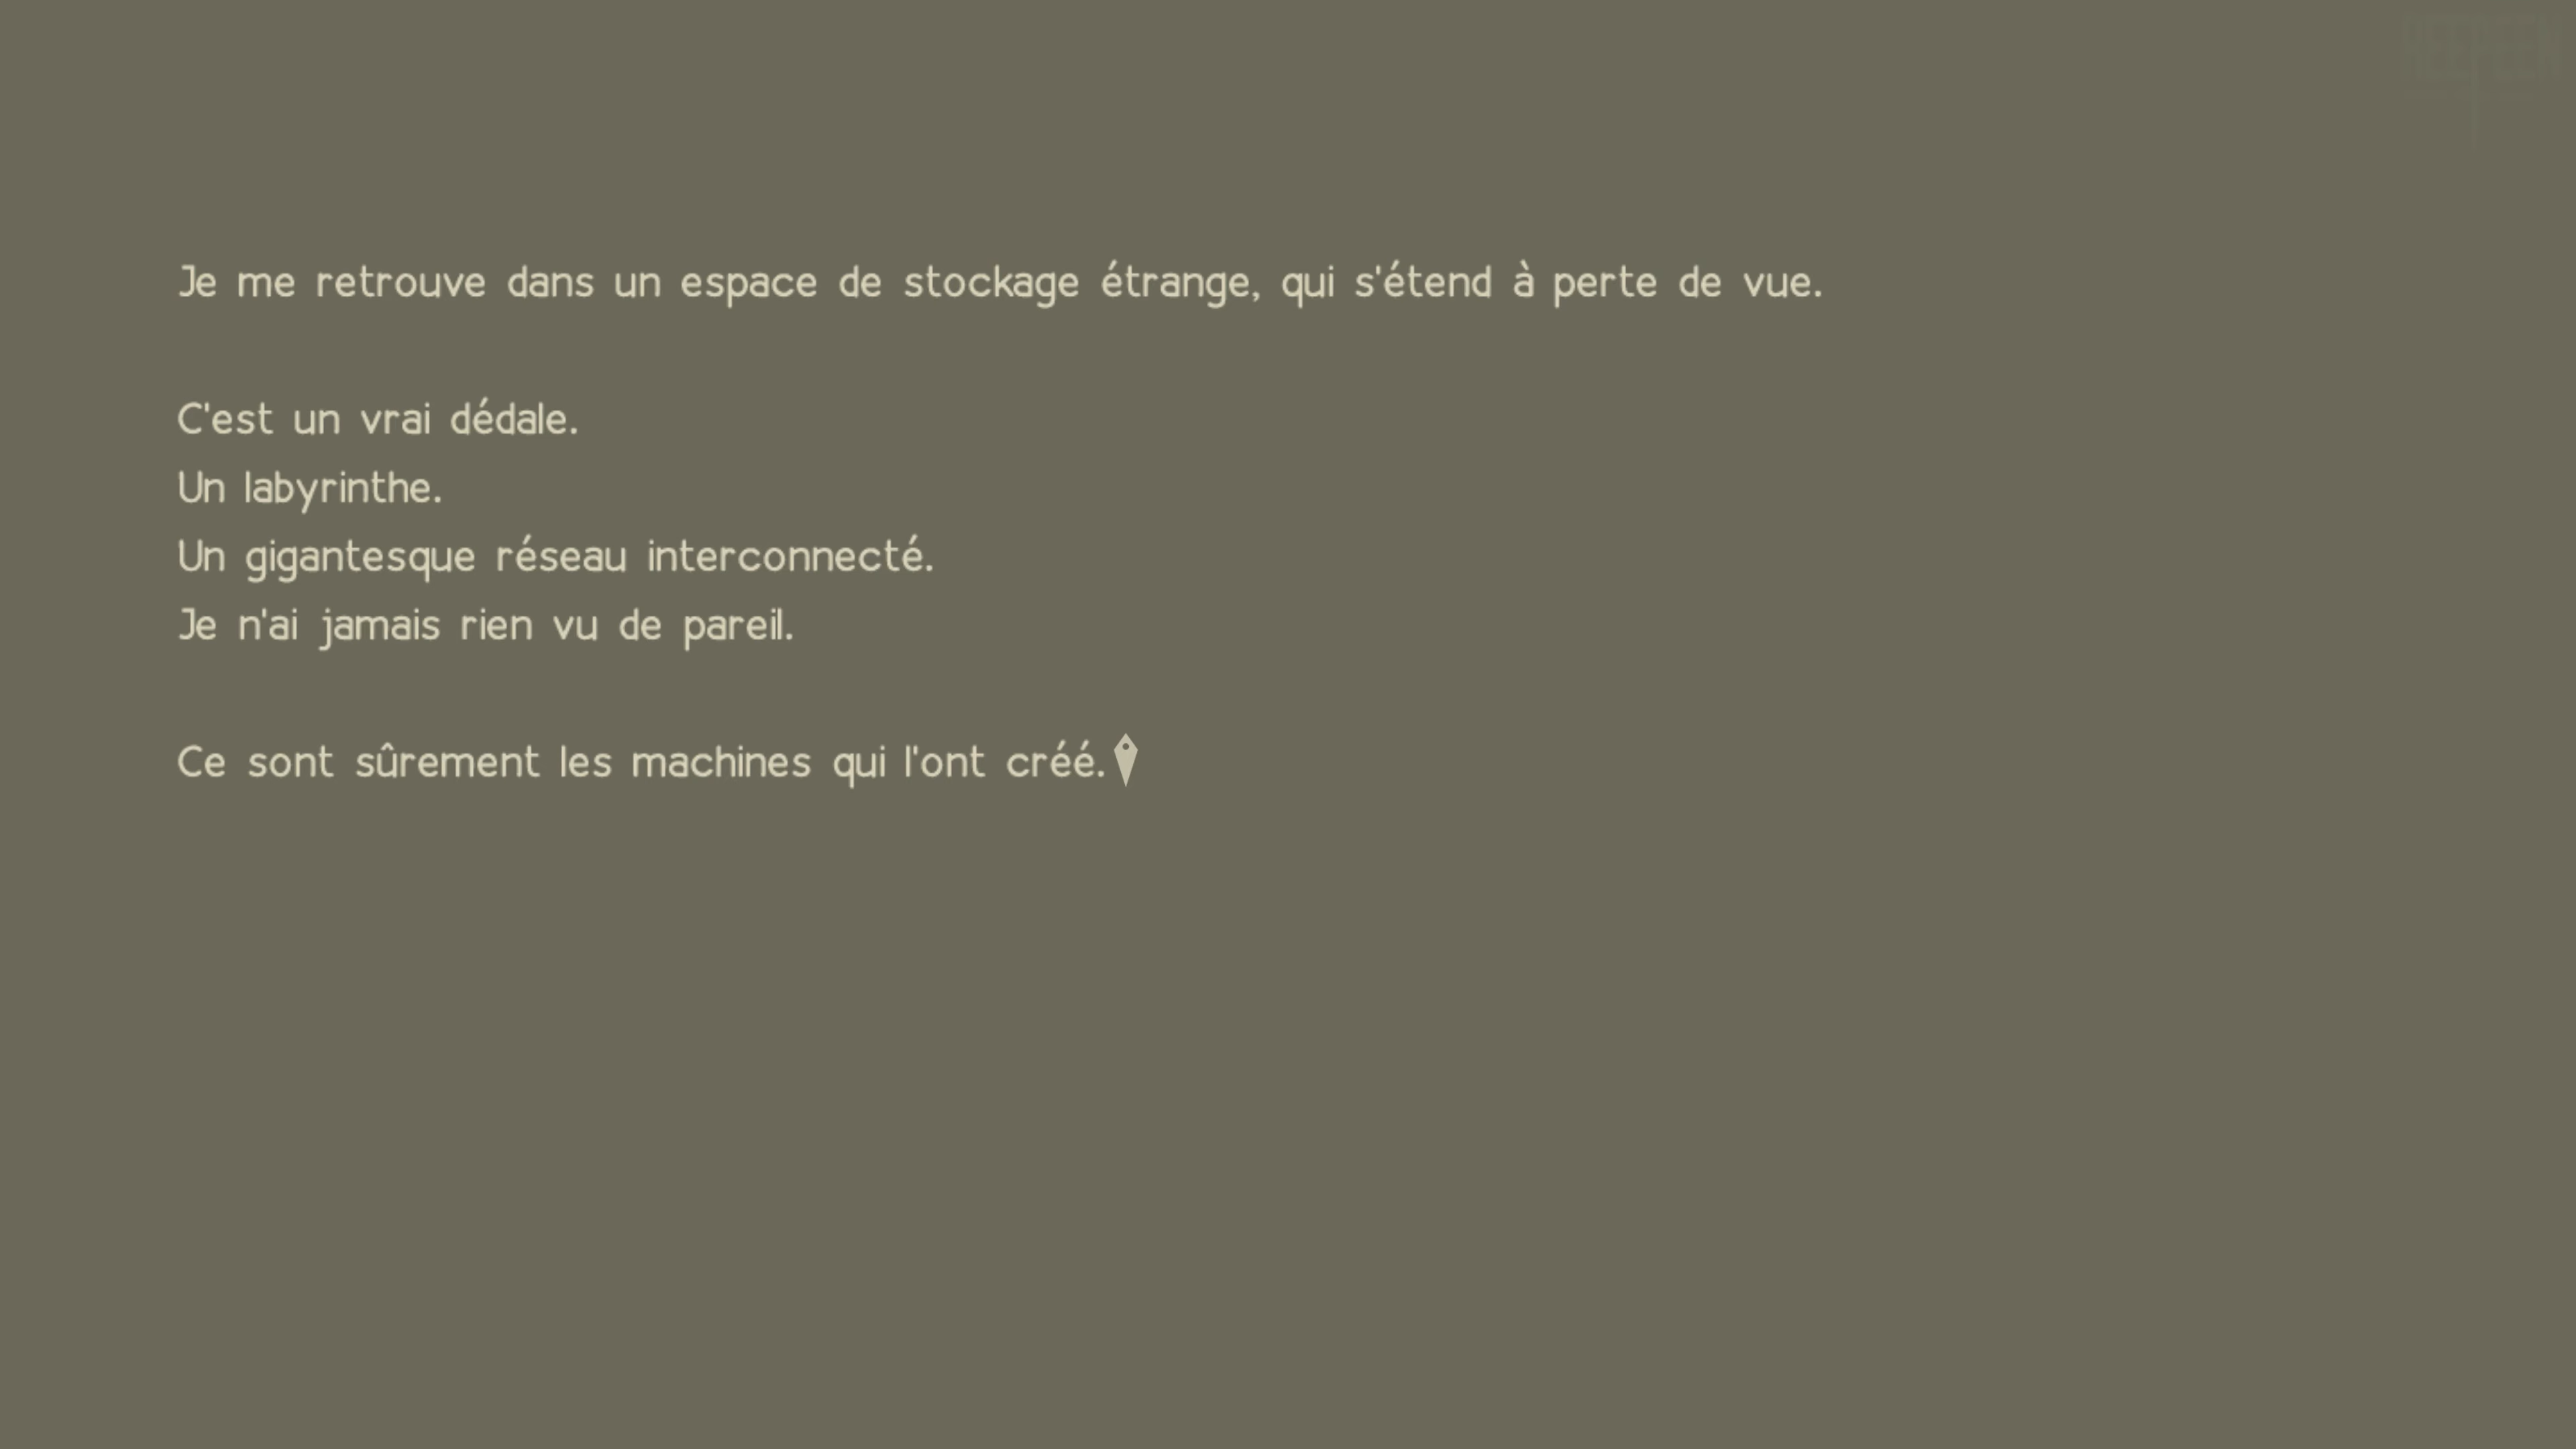 Je me retrouve dans un espace de stockage étrange, qui s'étend à perte de vue.
C'est un vrai dédale.
Un labyrinthe.
Un gigantesque réseau interconnecté.
Je n'ai jamais rien vu de pareil.
Ce sont sûrement les machines qui l'ont créé.